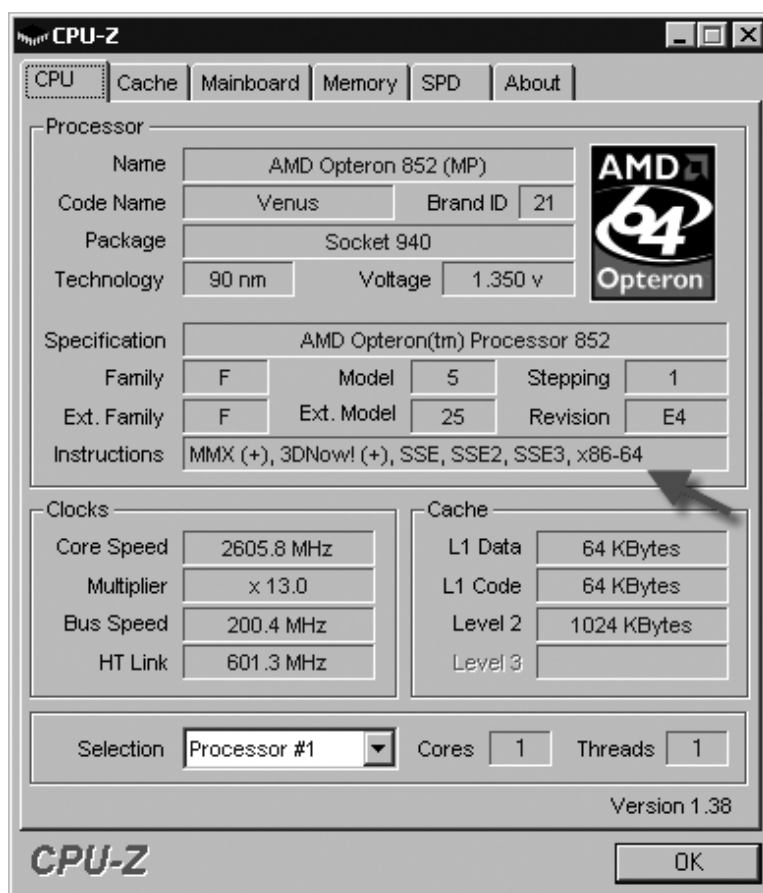 CPU-Z
CPU Cache Mainboard Memory SPD About
Processor
Name AMD Opteron 852 (MP)
Code Name Venus Brand ID 21
Package Socket 940
Technology 90 nm Voltage 1.350 v
AMD
64
Opteron
Specification AMD Opteron(tm) Processor 852
Family F Model 5 Stepping 1
Ext. Family F Ext. Model 25 Revision E4
Instructions MMX (+), 3DNow! (+), SSE, SSE2, SSE3, x86-64
Clocks
Core Speed 2605.8 MHz
Multiplier x 13.0
Bus Speed 200.4 MHz
HT Link 601.3 MHz
Cache
L1 Data 64 KBytes
L1 Code 64 KBytes
Level 2 1024 KBytes
Level 3
Selection Processor #1 Cores 1 Threads 1
Version 1.38
CPU-Z OK